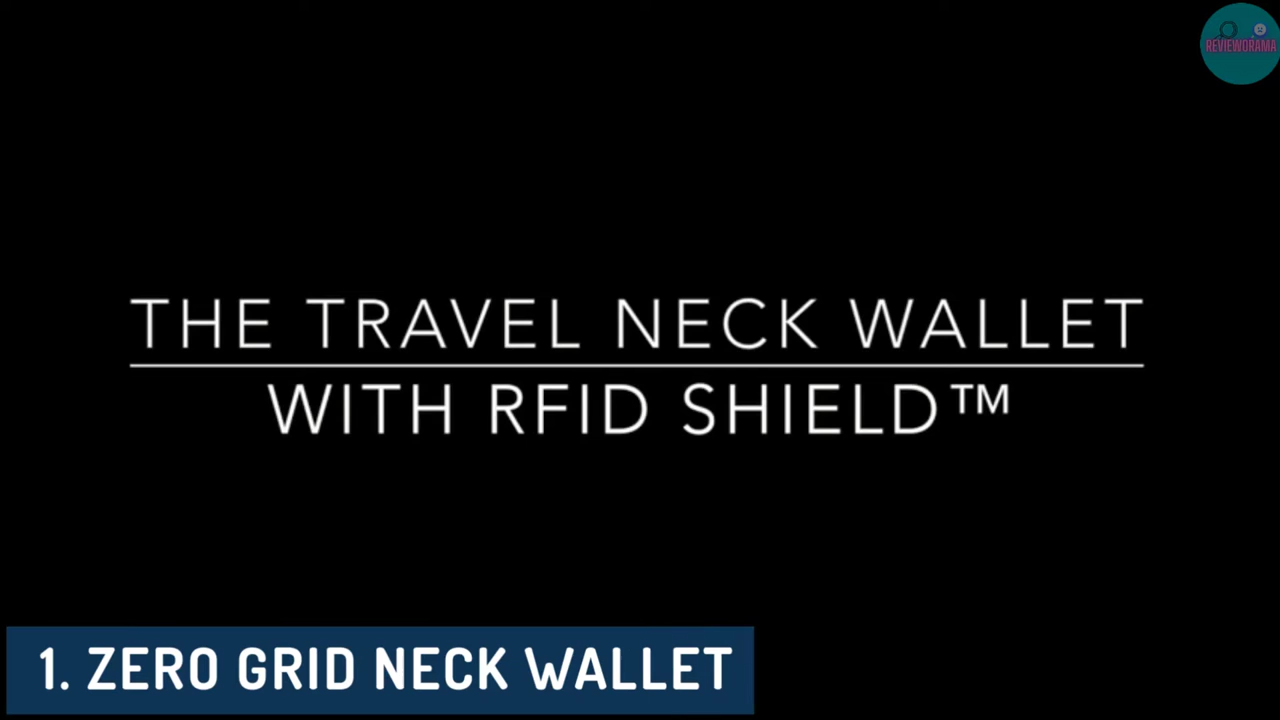 REVIEWORAMA
THE TRAVEL NECK WALLET
WITH RFID SHIELD™
1. ZERO GRID NECK WALLET